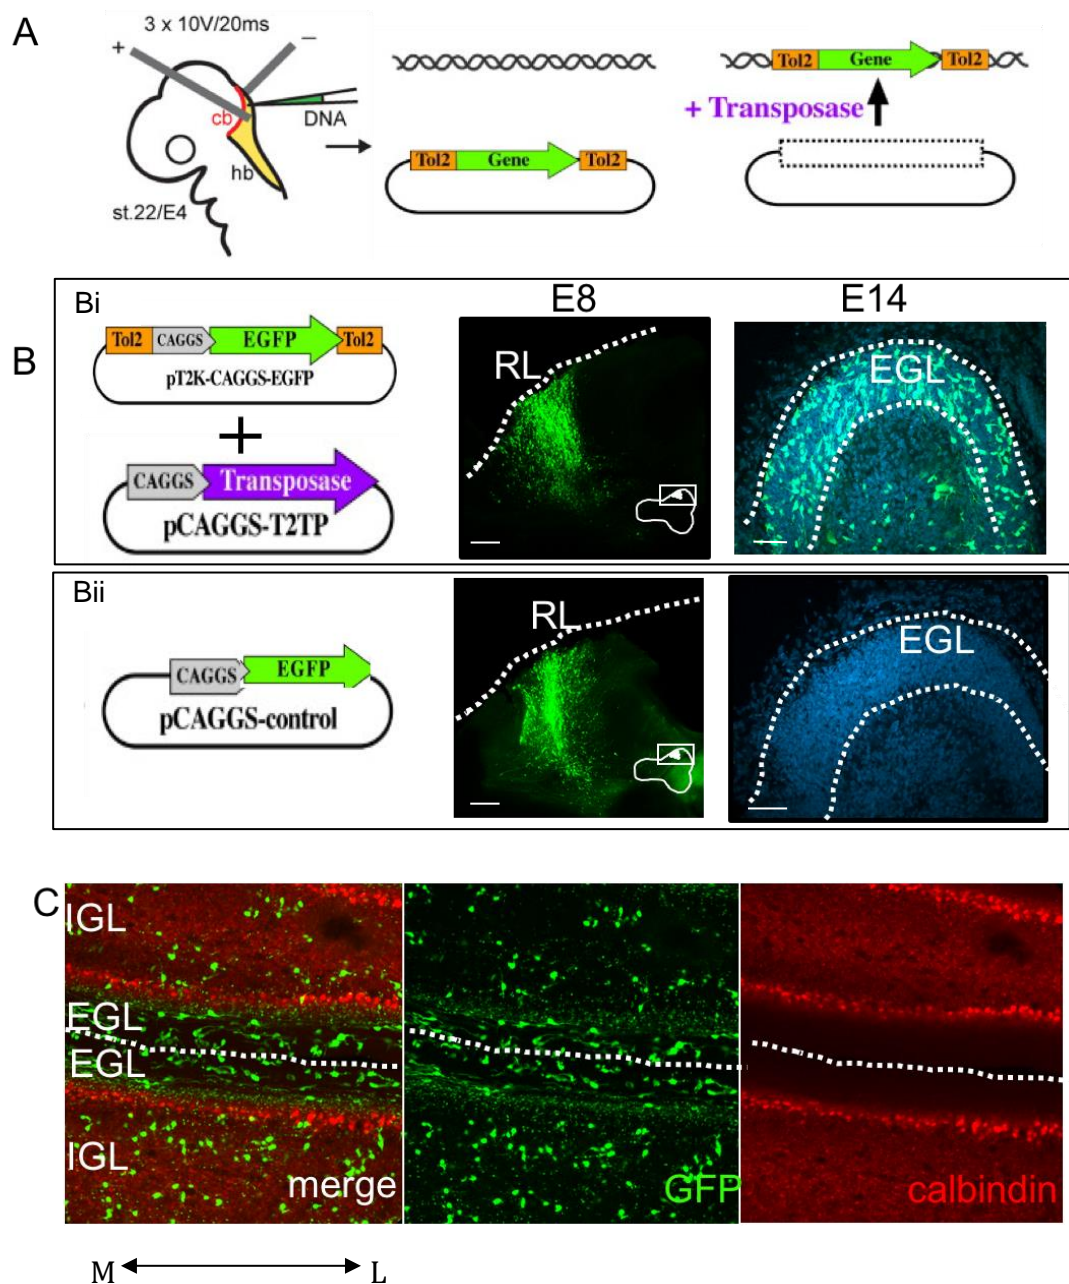 A
3 x 10V/20ms
+
–
cb
DNA
hb
st.22/E4
Tol2 Gene Tol2
Tol2 Gene Tol2
+ Transposase
B
Bi
E8
E14
Tol2 CAGGS EGFP Tol2
pT2K-CAGGS-EGFP
+
CAGGS Transposase
pCAGGS-T2TP
RL
EGL
Bii
CAGGS EGFP
pCAGGS-control
RL
EGL
C
IGL
EGL
EGL
IGL
merge
GFP
calbindin
M
L